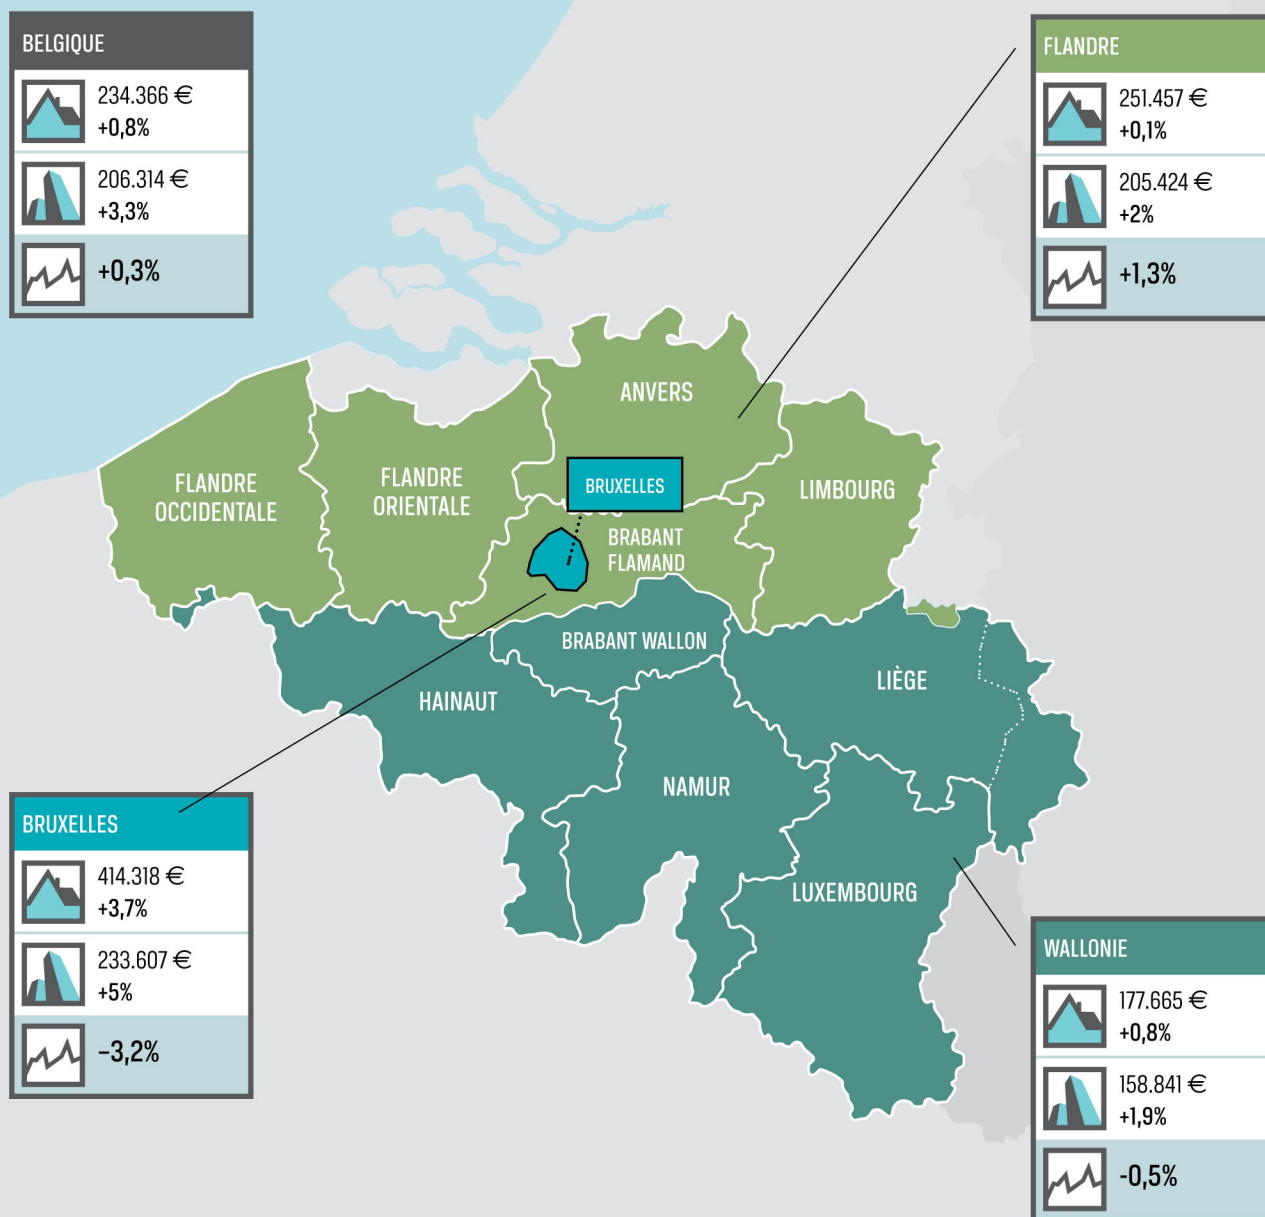 BELGIQUE
234.366 €
+0,8%
206.314 €
+3,3%
+0,3%
FLANDRE
251.457 €
+0,1%
205.424 €
+2%
+1,3%
ANVERS
FLANDRE
OCCIDENTALE
FLANDRE
ORIENTALE
BRUXELLES
LIMBOURG
BRABANT
FLAMAND
BRABANT WALLON
HAINAUT
LIÈGE
NAMUR
LUXEMBOURG
BRUXELLES
414.318 €
+3,7%
233.607 €
+5%
–3,2%
WALLONIE
177.665 €
+0,8%
158.841 €
+1,9%
-0,5%